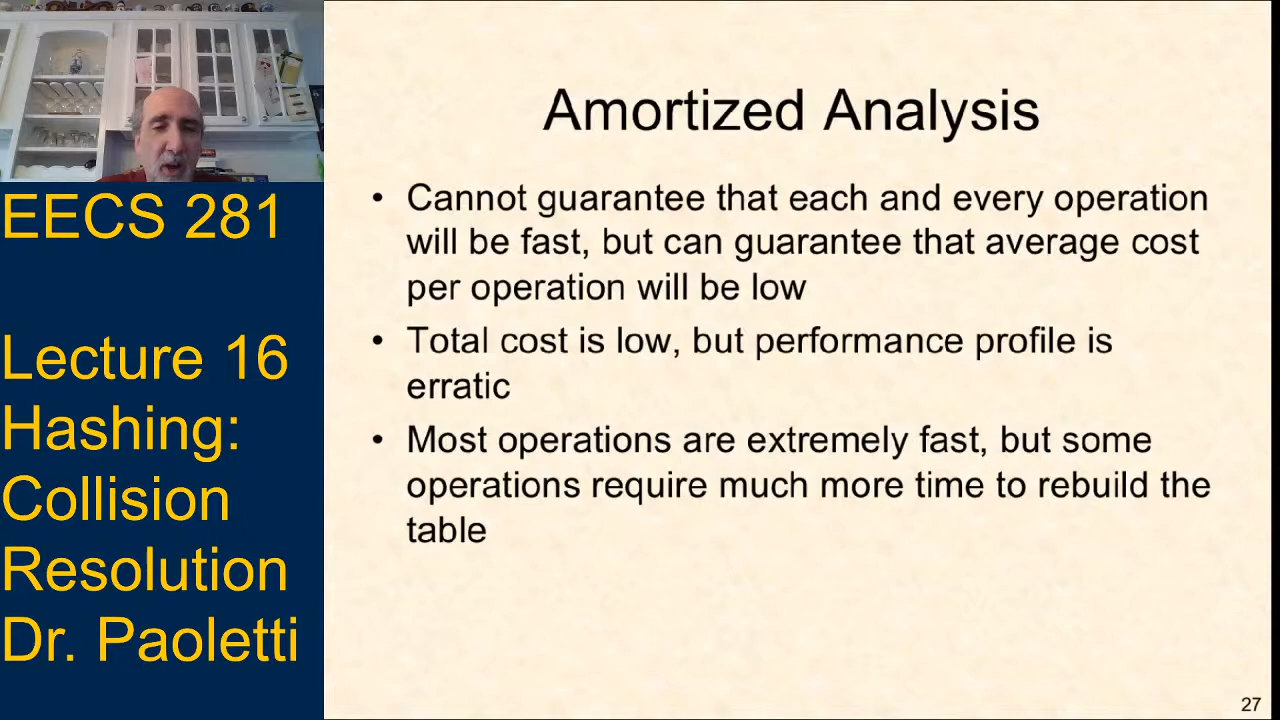 EECS 281
Lecture 16
Hashing:
Collision
Resolution
Dr. Paoletti
Amortized Analysis
• Cannot guarantee that each and every operation
will be fast, but can guarantee that average cost
per operation will be low
• Total cost is low, but performance profile is
erratic
• Most operations are extremely fast, but some
operations require much more time to rebuild the
table
27